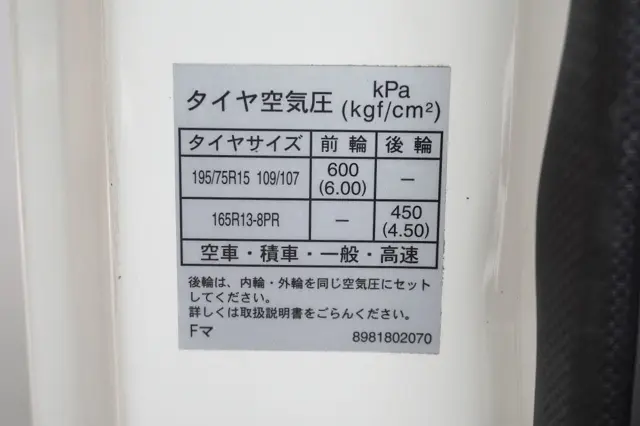 タイヤ空気圧 kPa (kgf/cm²)
タイヤサイズ 前輪 後輪
195/75R15 109/107 600 (6.00) —
165R13-8PR — 450 (4.50)
空車・積車・一般・高速
後輪は、内輪・外輪を同じ空気圧にセット
してください。
詳しくは取扱説明書をごらんください。
Fマ 8981802070